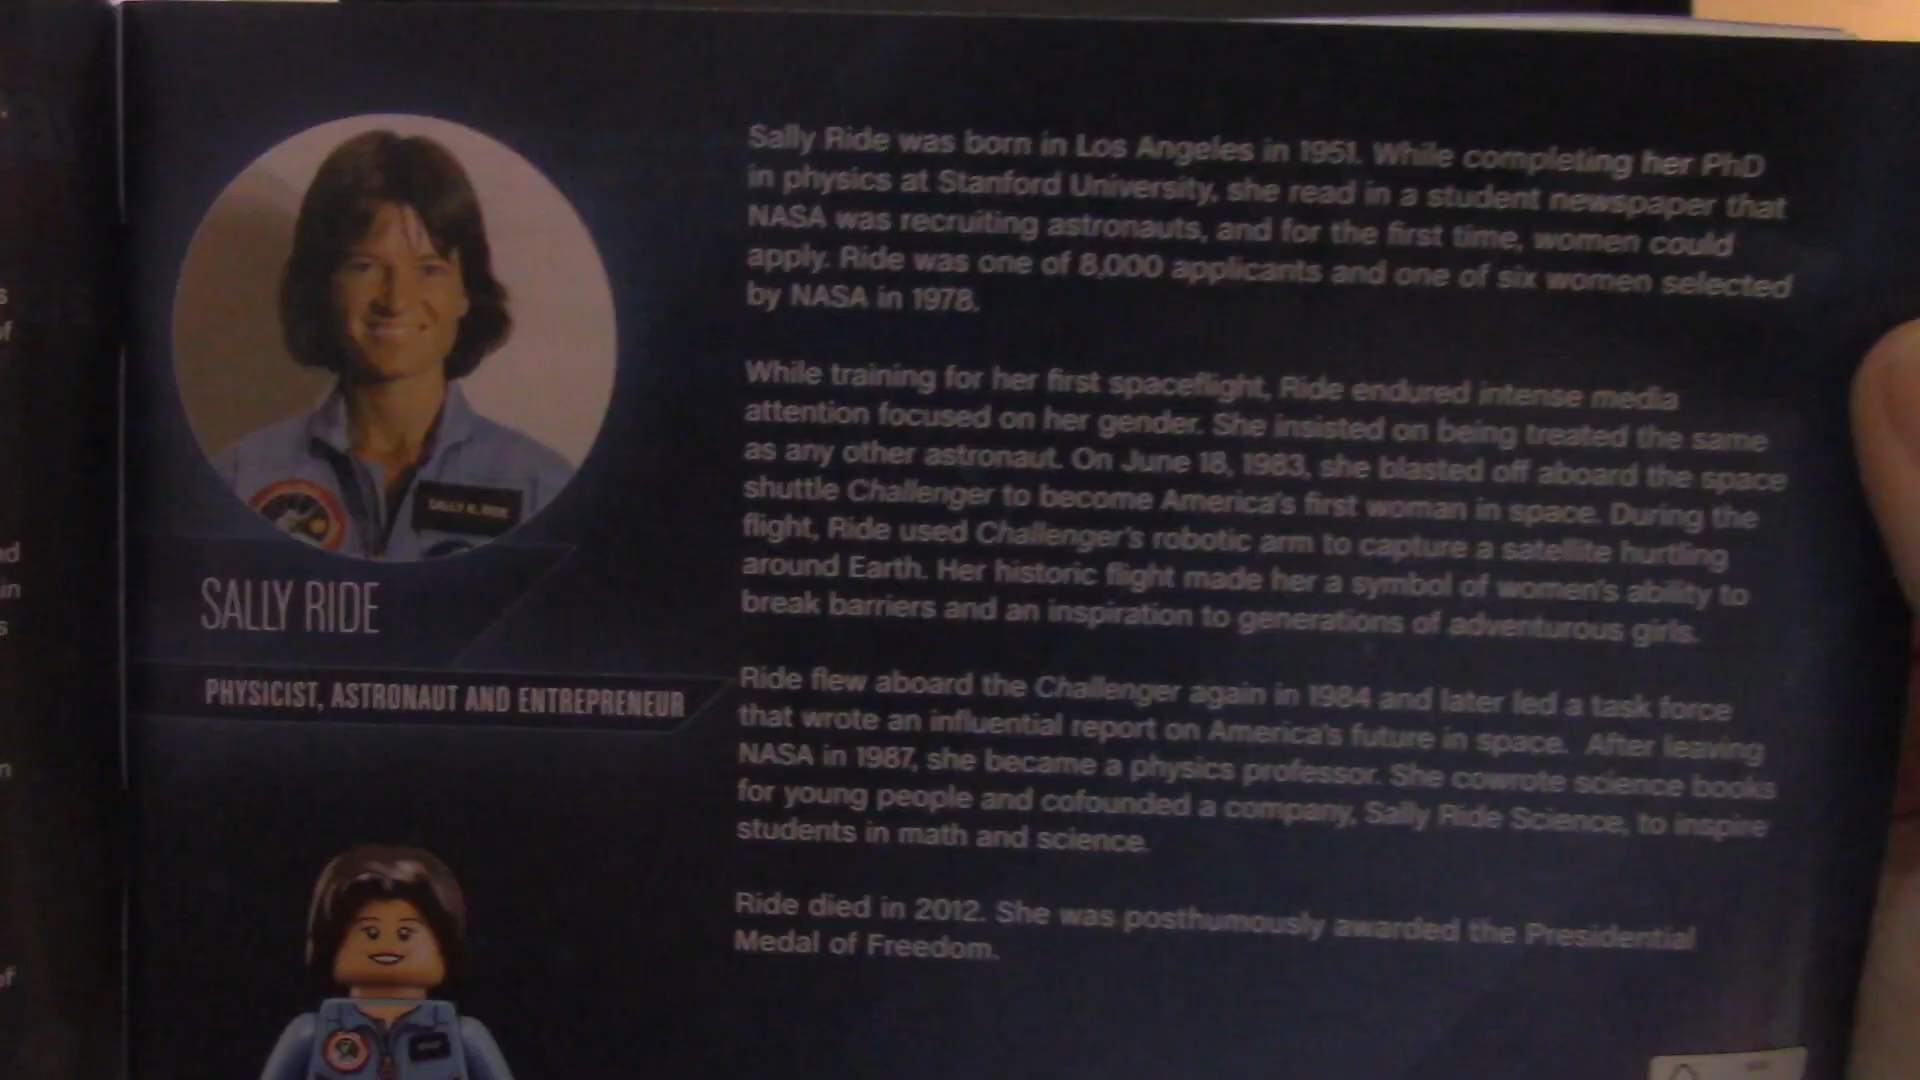 Sally Ride was born in Los Angeles in 1951. While completing her PhD
in physics at Stanford University, she read in a student newspaper that
NASA was recruiting astronauts, and for the first time, women could
apply. Ride was one of 8,000 applicants and one of six women selected
by NASA in 1978.
While training for her first spaceflight, Ride endured intense media
attention focused on her gender. She insisted on being treated the same
as any other astronaut. On June 18, 1983, she blasted off aboard the space
shuttle Challenger to become America's first woman in space. During the
flight, Ride used Challenger's robotic arm to capture a satellite hurtling
around Earth. Her historic flight made her a symbol of women's ability to
break barriers and an inspiration to generations of adventurous girls.
Ride flew aboard the Challenger again in 1984 and later led a task force
that wrote an influential report on America's future in space. After leaving
NASA in 1987, she became a physics professor. She cowrote science books
for young people and cofounded a company, Sally Ride Science, to inspire
students in math and science.
Ride died in 2012. She was posthumously awarded the Presidential
Medal of Freedom.
SALLY K. RIDE
SALLY RIDE
PHYSICIST, ASTRONAUT AND ENTREPRENEUR